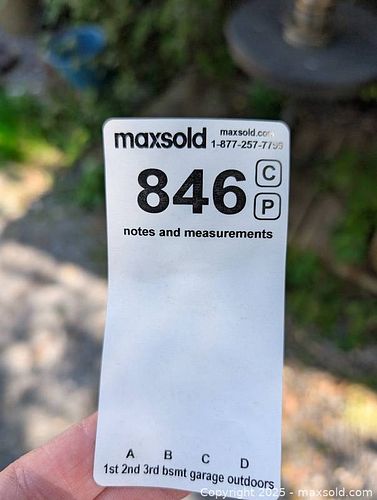 maxsold maxsold.com
1-877-257-7799
846 C
P
notes and measurements
A B C D
1st 2nd 3rd bsmt garage outdoors
Copyright 2025 - maxsold.com